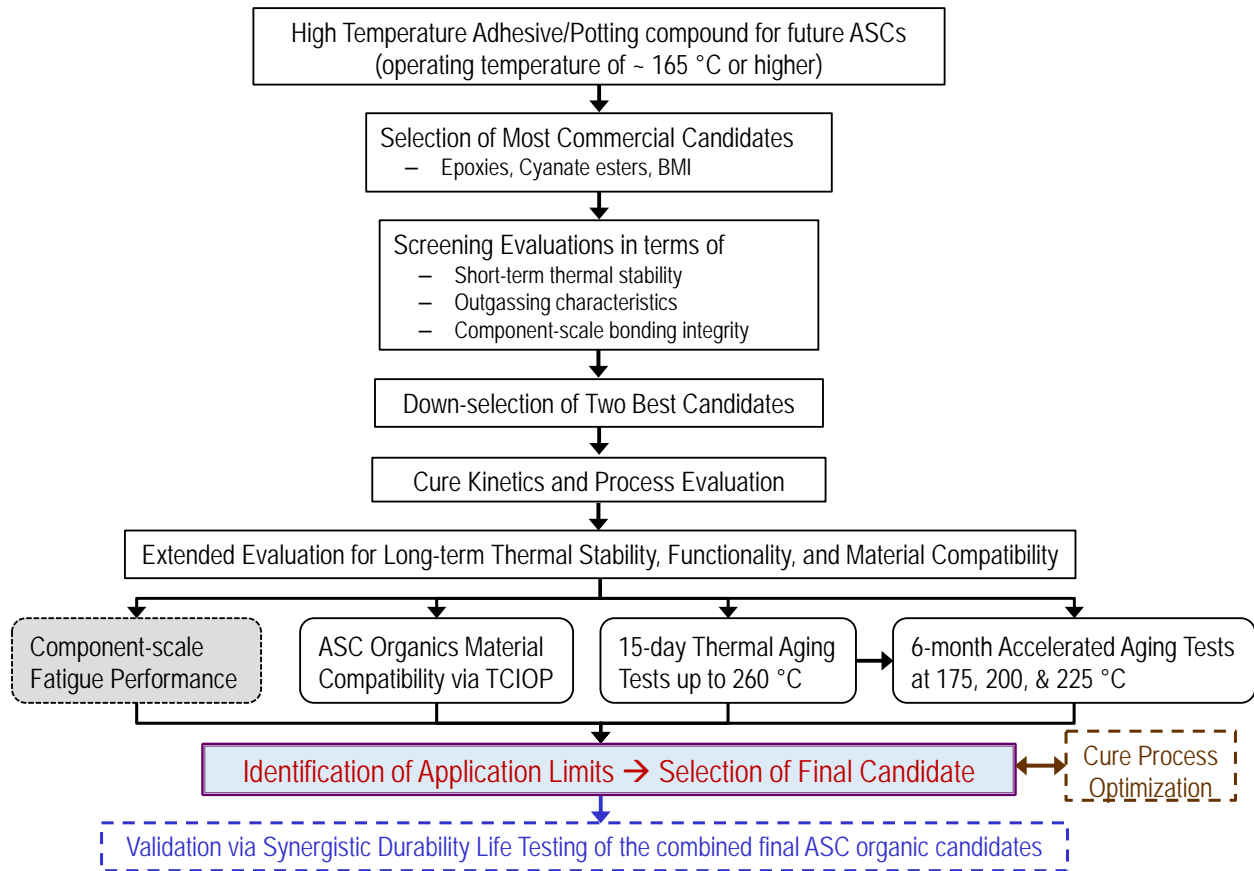 High Temperature Adhesive/Potting compound for future ASCs
(operating temperature of ~ 165 °C or higher)
Selection of Most Commercial Candidates
– Epoxies, Cyanate esters, BMI
Screening Evaluations in terms of
– Short-term thermal stability
– Outgassing characteristics
– Component-scale bonding integrity
Down-selection of Two Best Candidates
Cure Kinetics and Process Evaluation
Extended Evaluation for Long-term Thermal Stability, Functionality, and Material Compatibility
Component-scale
Fatigue Performance
ASC Organics Material
Compatibility via TCIOP
15-day Thermal Aging
Tests up to 260 °C
6-month Accelerated Aging Tests
at 175, 200, & 225 °C
Identification of Application Limits → Selection of Final Candidate
Cure Process
Optimization
Validation via Synergistic Durability Life Testing of the combined final ASC organic candidates